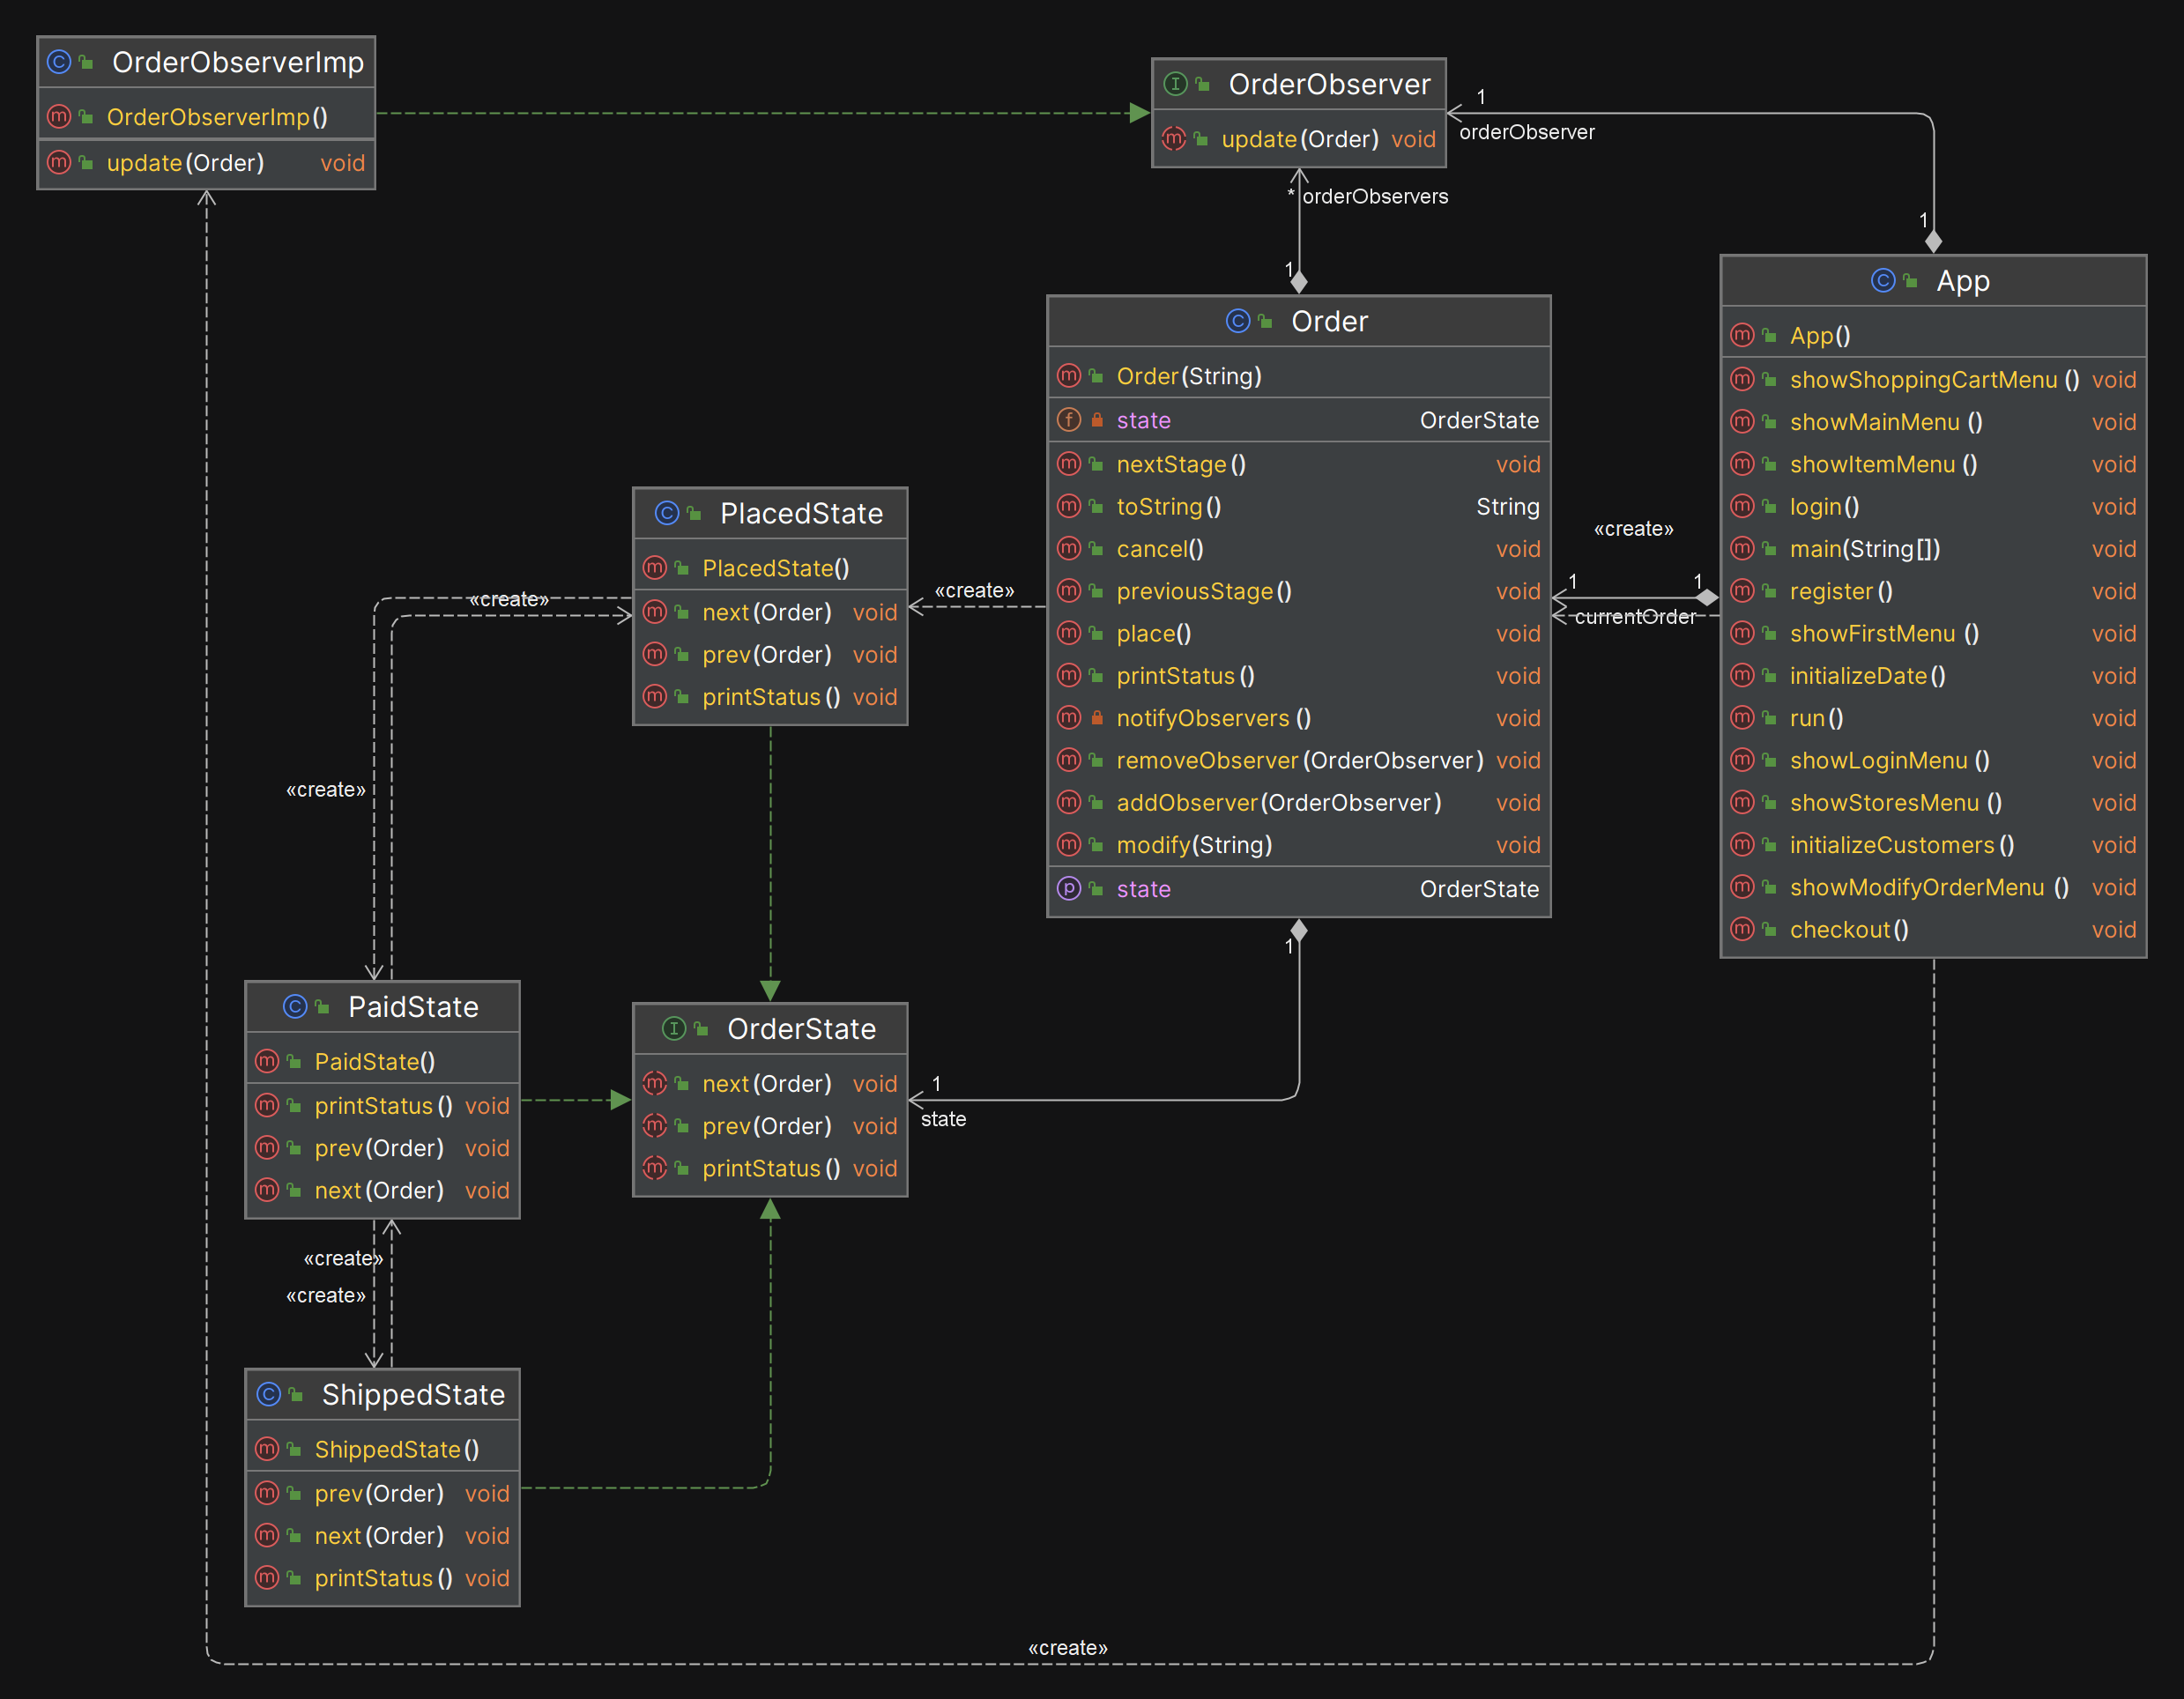 OrderObserverImp
OrderObserverImp()
update(Order) void
OrderObserver
update(Order) void
1
orderObserver
* orderObservers
1
1
App
App()
showShoppingCartMenu() void
showMainMenu() void
showItemMenu() void
login() void
main(String[]) void
register() void
showFirstMenu() void
initializeDate() void
run() void
showLoginMenu() void
showStoresMenu() void
initializeCustomers() void
showModifyOrderMenu() void
checkout() void
Order
Order(String)
state OrderState
nextStage() void
toString() String
cancel() void
previousStage() void
place() void
printStatus() void
notifyObservers() void
removeObserver(OrderObserver) void
addObserver(OrderObserver) void
modify(String) void
state OrderState
«create»
1 1
currentOrder
PlacedState
PlacedState()
next(Order) void
prev(Order) void
printStatus() void
«create»
«create»
«create»
1
PaidState
PaidState()
printStatus() void
prev(Order) void
next(Order) void
OrderState
next(Order) void
prev(Order) void
printStatus() void
1
state
«create»
«create»
ShippedState
ShippedState()
prev(Order) void
next(Order) void
printStatus() void
«create»